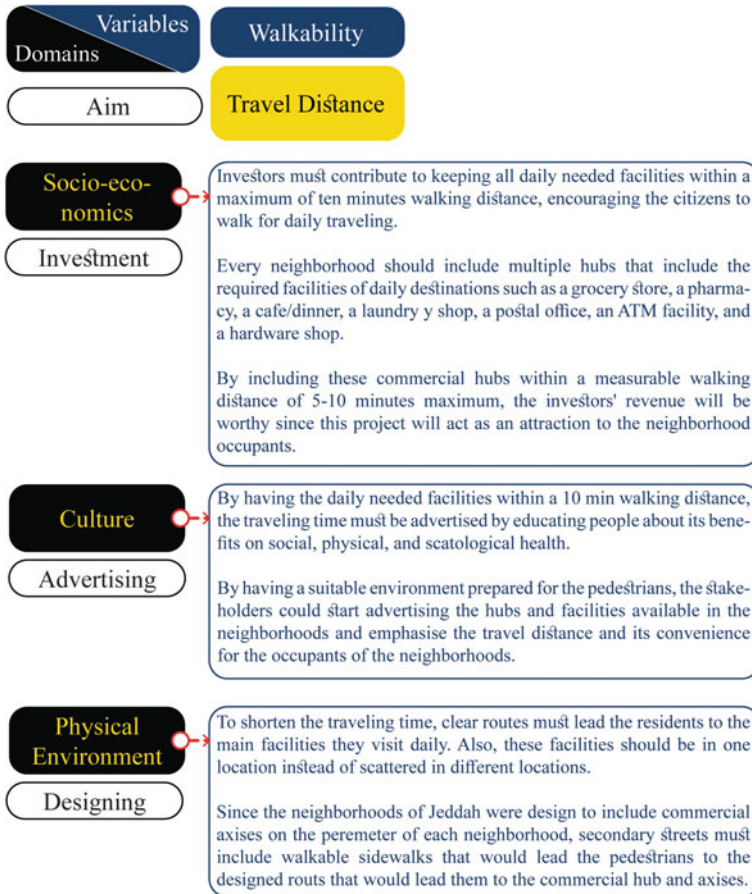 Variables
Domains
Walkability
Aim
Travel Distance
Socio-eco-
nomics
Investment
Investors must contribute to keeping all daily needed facilities within a
maximum of ten minutes walking distance, encouraging the citizens to
walk for daily traveling.
Every neighborhood should include multiple hubs that include the
required facilities of daily destinations such as a grocery store, a pharma-
cy, a cafe/dinner, a laundry y shop, a postal office, an ATM facility, and
a hardware shop.
By including these commercial hubs within a measurable walking
distance of 5-10 minutes maximum, the investors' revenue will be
worthy since this project will act as an attraction to the neighborhood
occupants.
Culture
Advertising
By having the daily needed facilities within a 10 min walking distance,
the traveling time must be advertised by educating people about its bene-
fits on social, physical, and scatological health.
By having a suitable environment prepared for the pedestrians, the stake-
holders could start advertising the hubs and facilities available in the
neighborhoods and emphasise the travel distance and its convenience
for the occupants of the neighborhoods.
Physical
Environment
Designing
To shorten the traveling time, clear routes must lead the residents to the
main facilities they visit daily. Also, these facilities should be in one
location instead of scattered in different locations.
Since the neighborhoods of Jeddah were design to include commercial
axises on the peremeter of each neighborhood, secondary streets must
include walkable sidewalks that would lead the pedestrians to the
designed routs that would lead them to the commercial hub and axises.